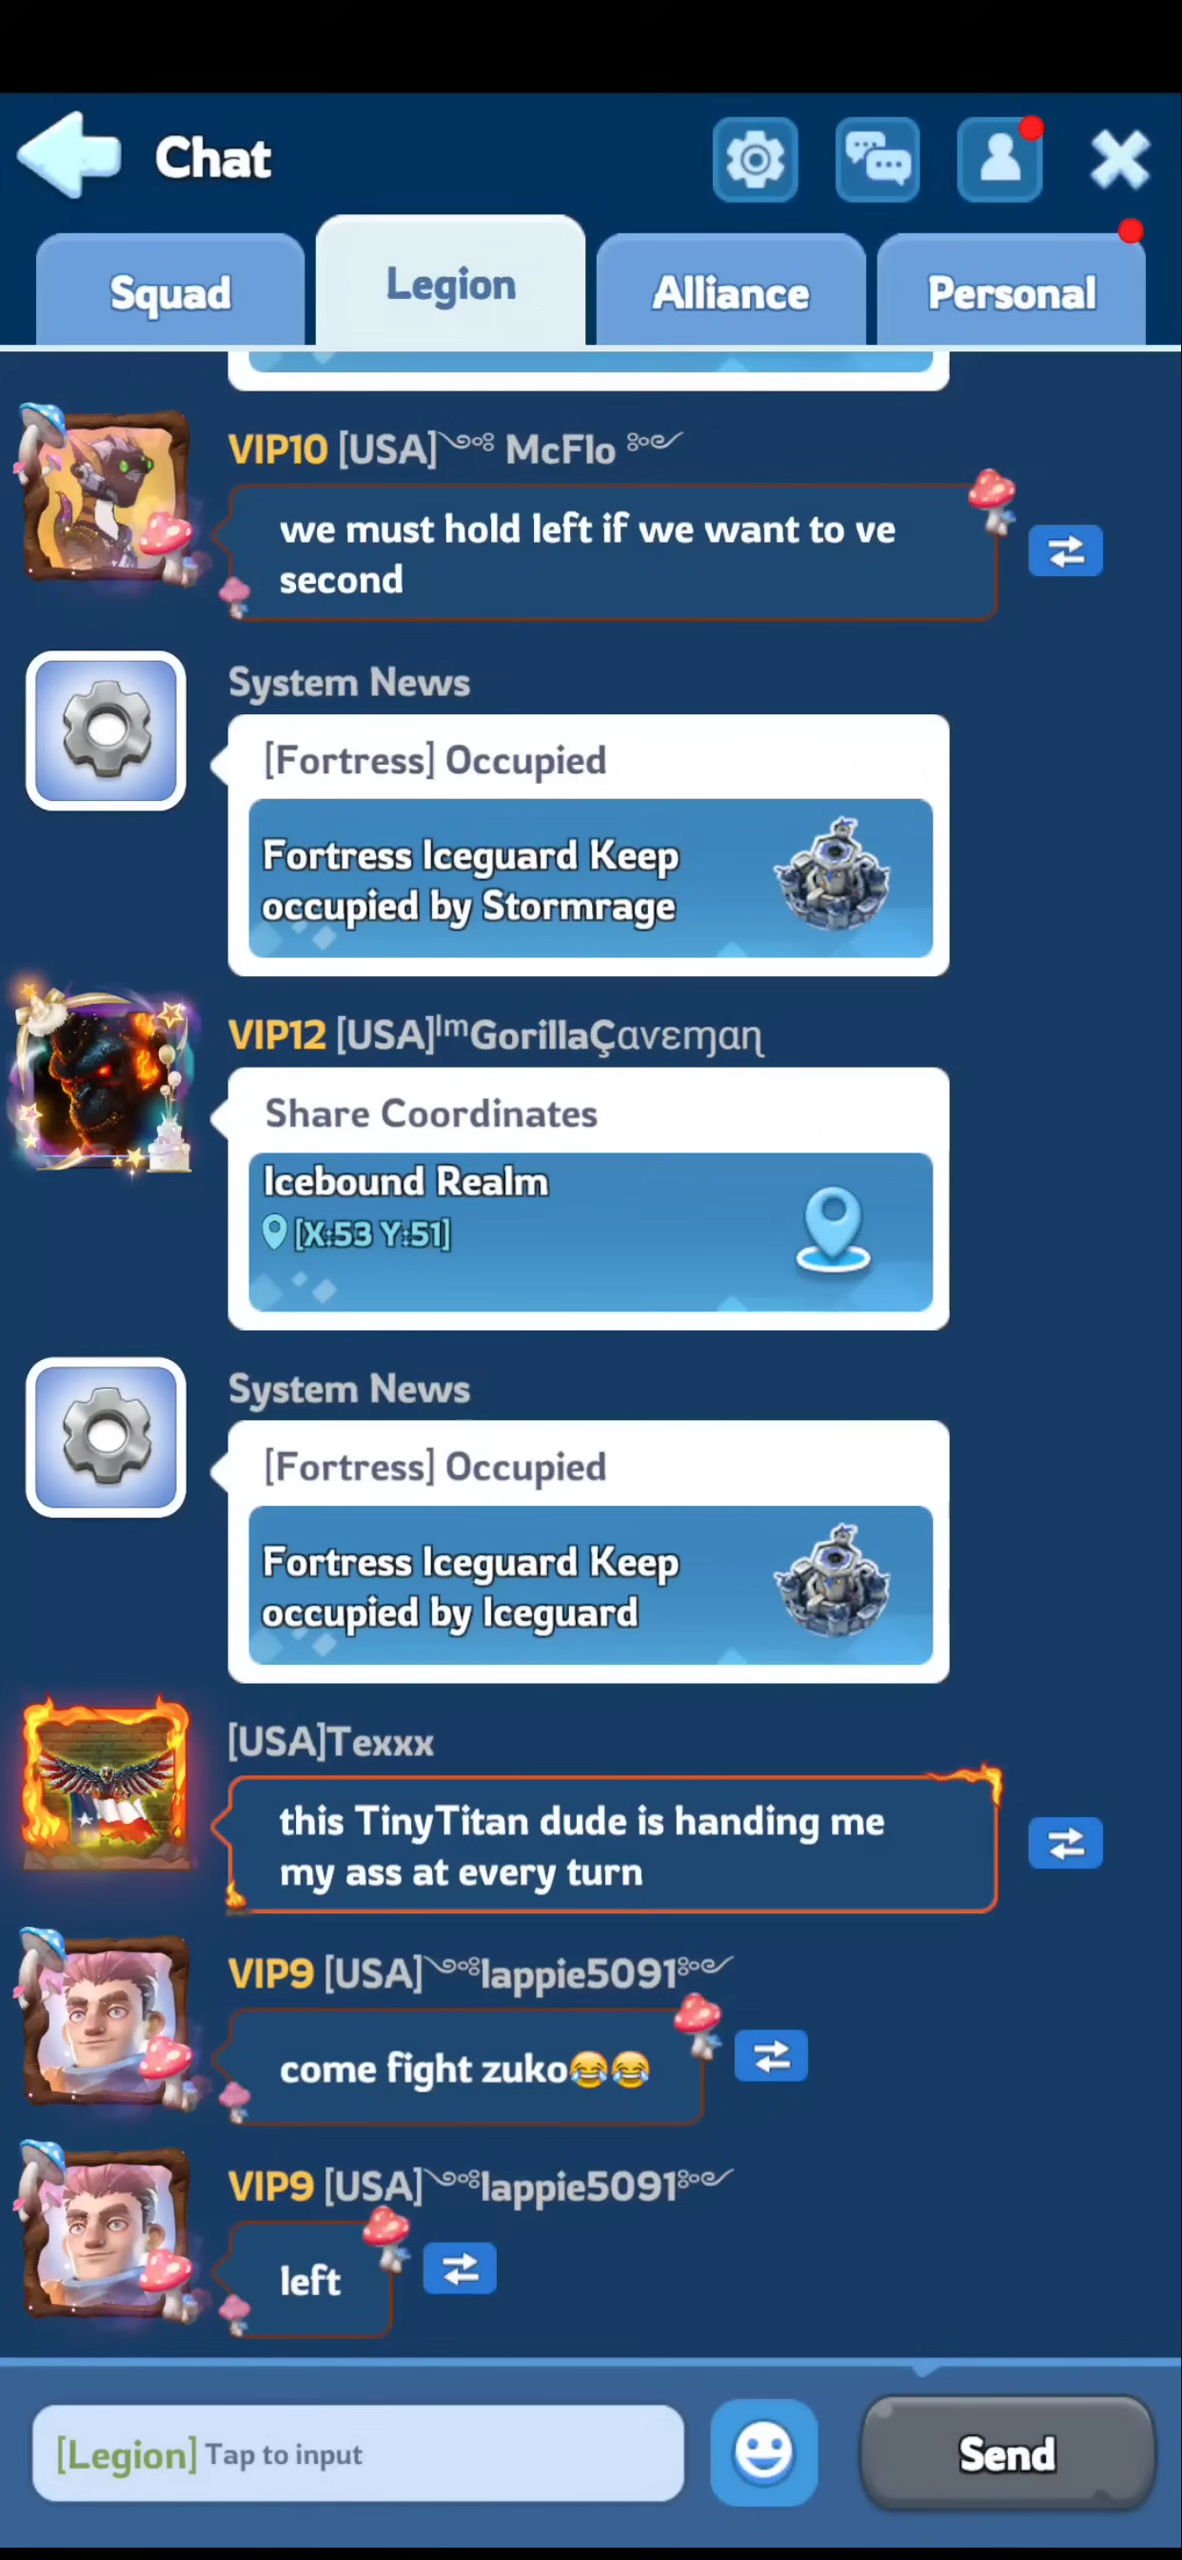 Chat
Squad
Legion
Alliance
Personal
VIP10 [USA]༺ McFlo ༻
we must hold left if we want to ve
second
System News
[Fortress] Occupied
Fortress Iceguard Keep
occupied by Stormrage
VIP12 [USA]ᴵᵐGorillaÇαvεɱαɳ
Share Coordinates
Icebound Realm
[X:53 Y:51]
System News
[Fortress] Occupied
Fortress Iceguard Keep
occupied by Iceguard
[USA]Texxx
this TinyTitan dude is handing me
my ass at every turn
VIP9 [USA]༺lappie5091༻
come fight zuko😂😂
VIP9 [USA]༺lappie5091༻
left
[Legion] Tap to input
Send